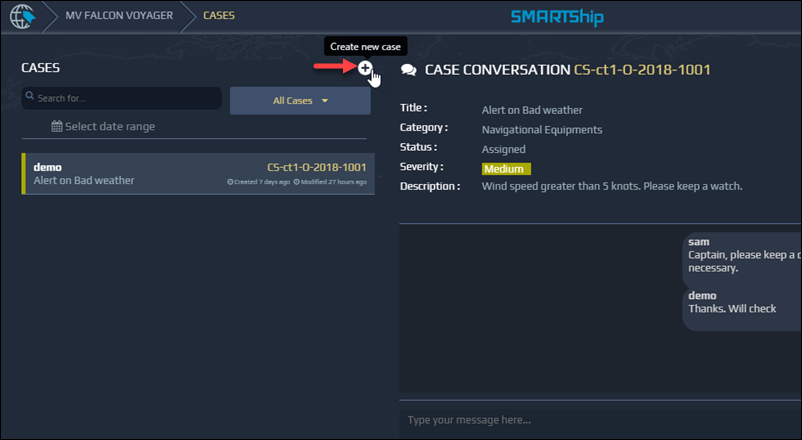 MV FALCON VOYAGER
CASES
SMARTShip
Create new case
CASES
Search for...
All Cases
Select date range
demo
CS-ct1-O-2018-1001
Alert on Bad weather
Created 7 days ago
Modified 27 hours ago
CASE CONVERSATION CS-ct1-O-2018-1001
Title : Alert on Bad weather
Category : Navigational Equipments
Status : Assigned
Severity : Medium
Description : Wind speed greater than 5 knots. Please keep a watch.
sam
Captain, please keep a
necessary.
demo
Thanks. Will check
Type your message here...